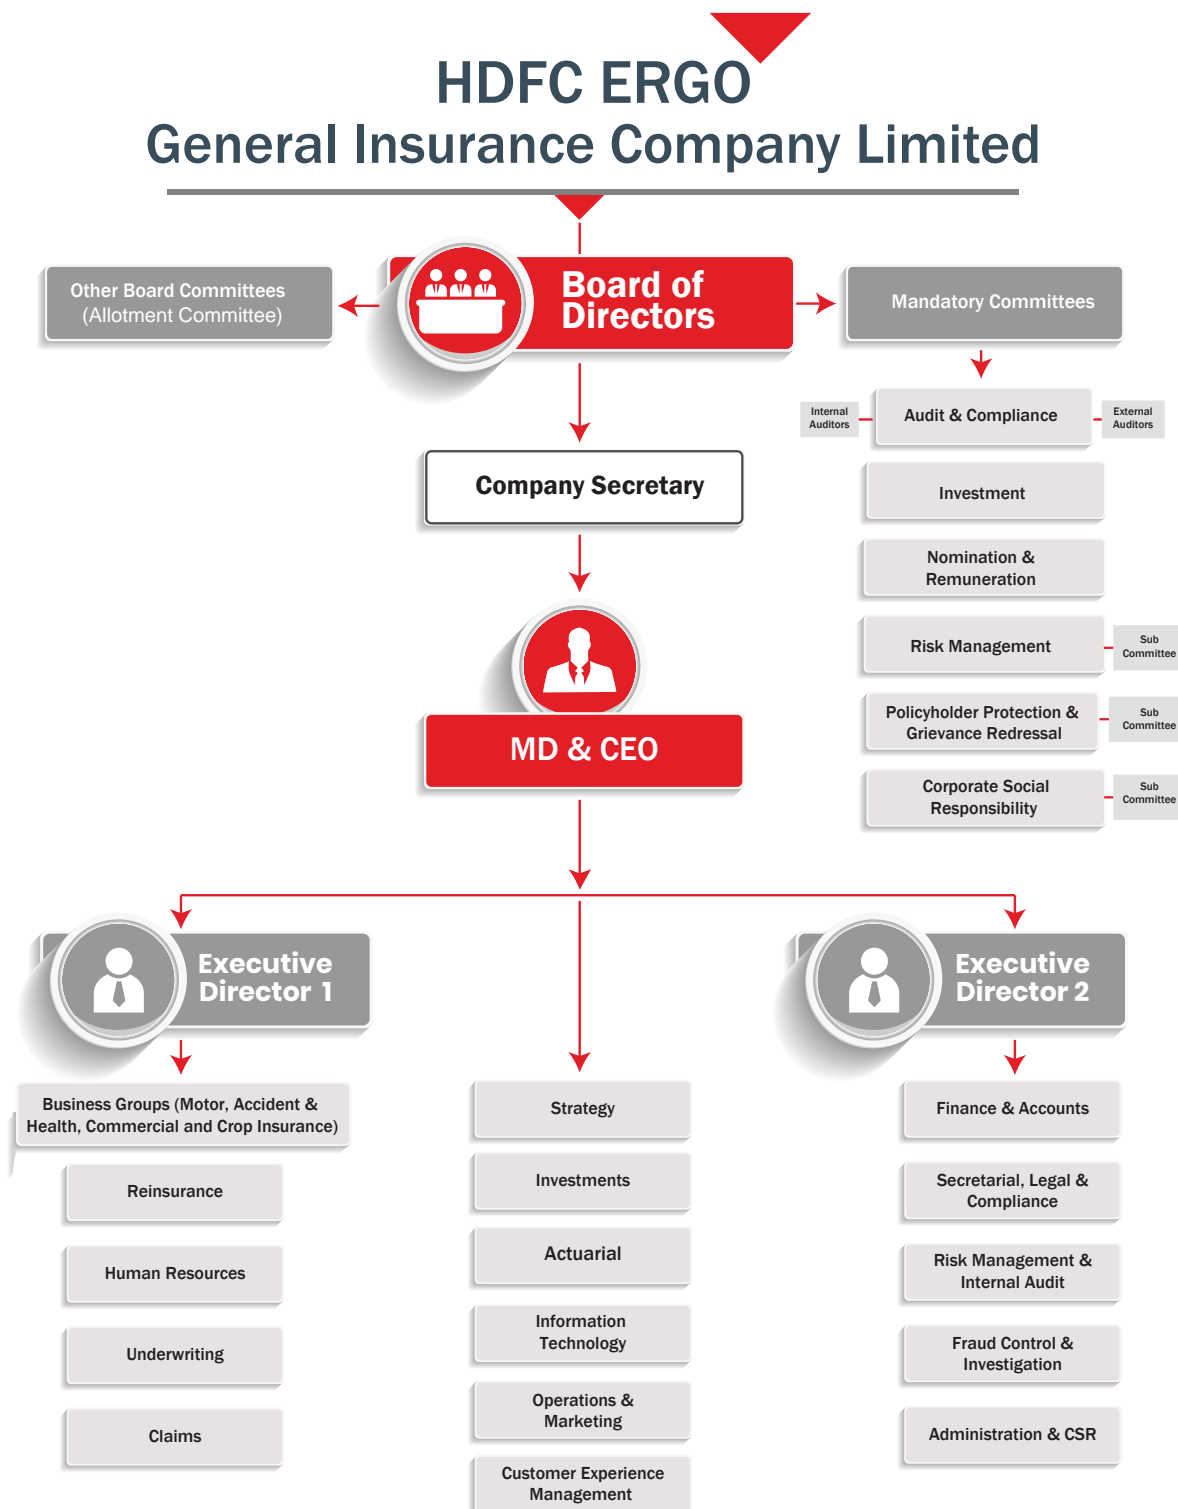 HDFC ERGO
General Insurance Company Limited
Other Board Committees
(Allotment Committee)
Board of
Directors
Mandatory Committees
Internal
Auditors
Audit & Compliance
External
Auditors
Company Secretary
Investment
Nomination &
Remuneration
Risk Management
Sub
Committee
Policyholder Protection &
Grievance Redressal
Sub
Committee
MD & CEO
Corporate Social
Responsibility
Sub
Committee
Executive
Director 1
Executive
Director 2
Business Groups (Motor, Accident &
Health, Commercial and Crop Insurance)
Reinsurance
Human Resources
Underwriting
Claims
Strategy
Investments
Actuarial
Information
Technology
Operations &
Marketing
Customer Experience
Management
Finance & Accounts
Secretarial, Legal &
Compliance
Risk Management &
Internal Audit
Fraud Control &
Investigation
Administration & CSR